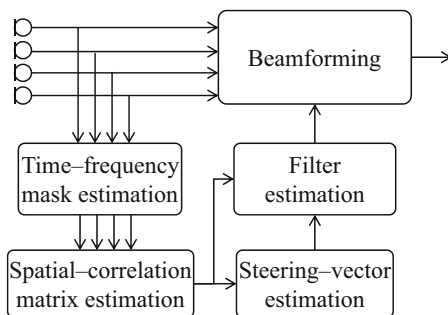 Beamforming
Time–frequency
mask estimation
Filter
estimation
Spatial–correlation
matrix estimation
Steering–vector
estimation